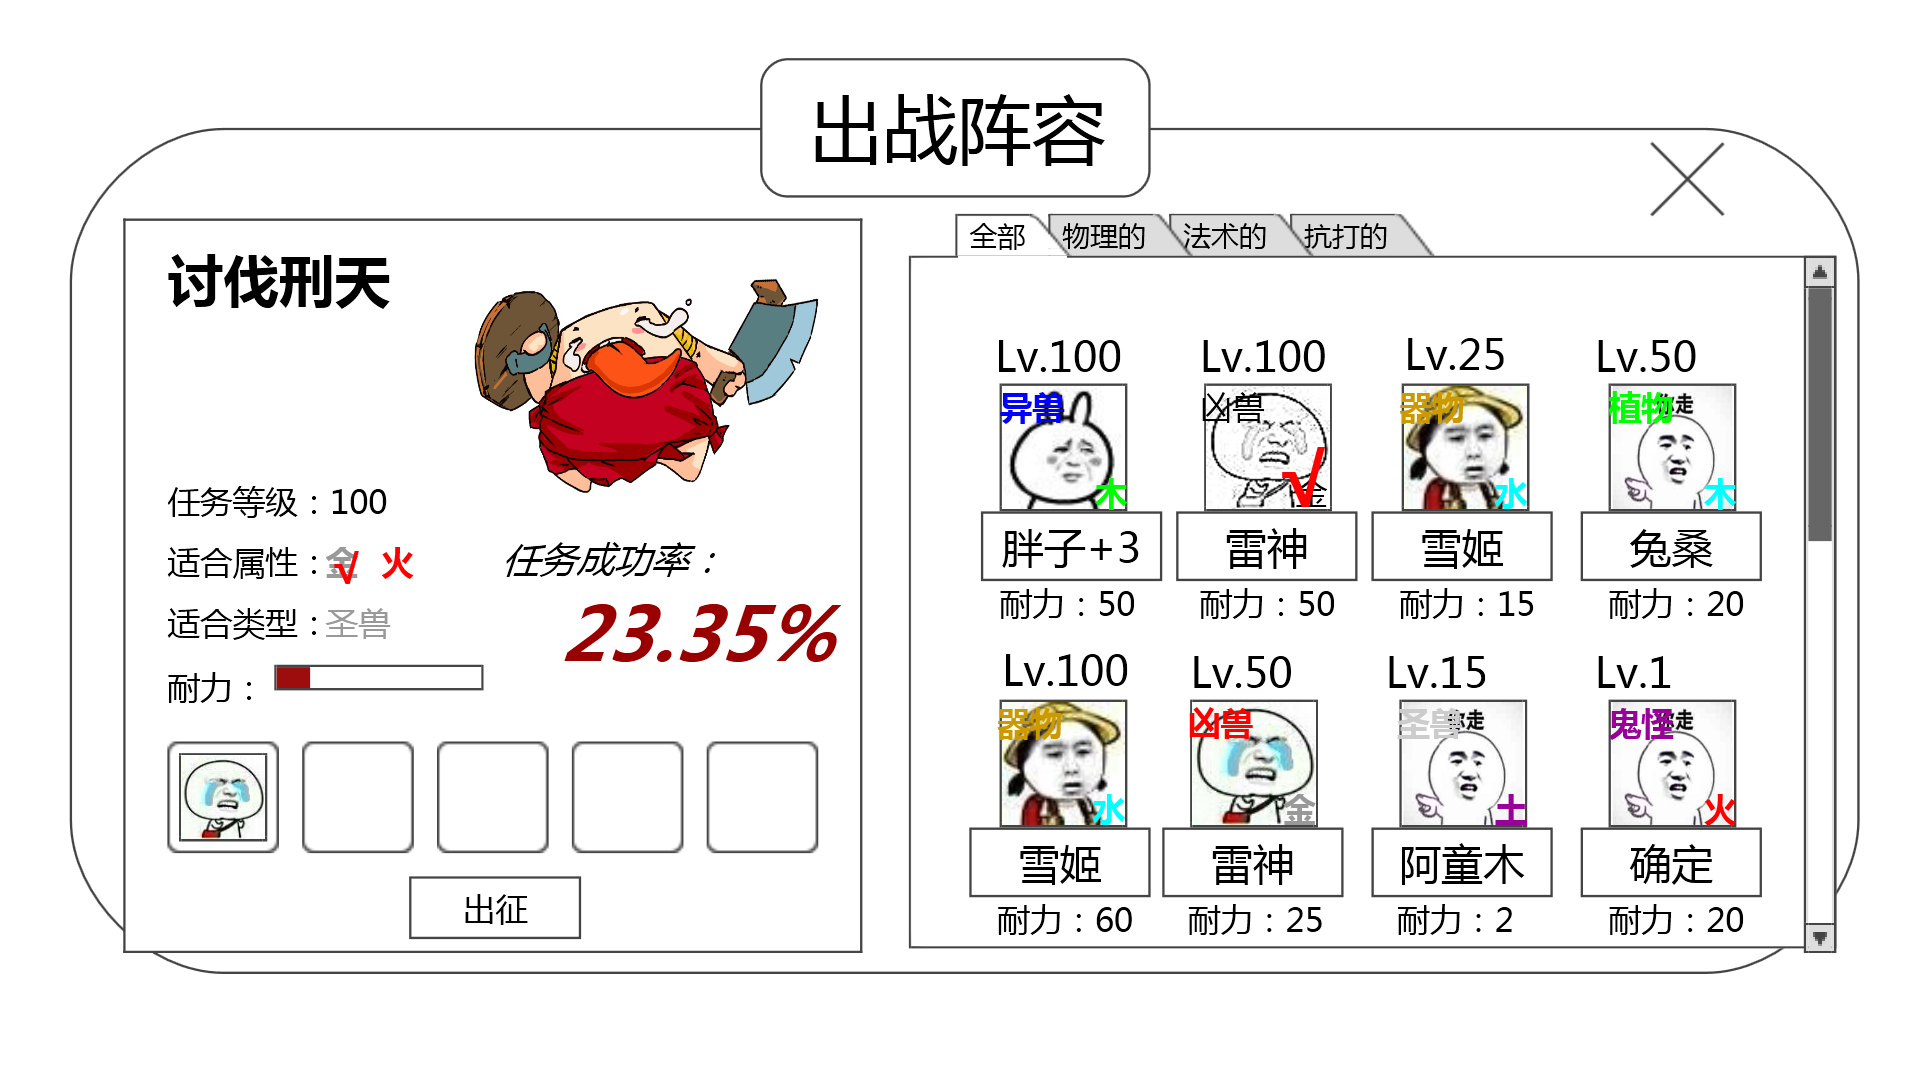 出战阵容
讨伐刑天
任务等级：100
适合属性：金√ 火
适合类型：圣兽
耐力：
任务成功率：
23.35%
出征
全部 物理的 法术的 抗打的
Lv.100 Lv.100 Lv.25 Lv.50
异兽 凶兽 器物 植物 走
木 √ 金 水 木
胖子+3 雷神 雪姬 兔桑
耐力：50 耐力：50 耐力：15 耐力：20
Lv.100 Lv.50 Lv.15 Lv.1
器物 凶兽 圣兽 你走 鬼怪 走
水 金 土 火
雪姬 雷神 阿童木 确定
耐力：60 耐力：25 耐力：2 耐力：20